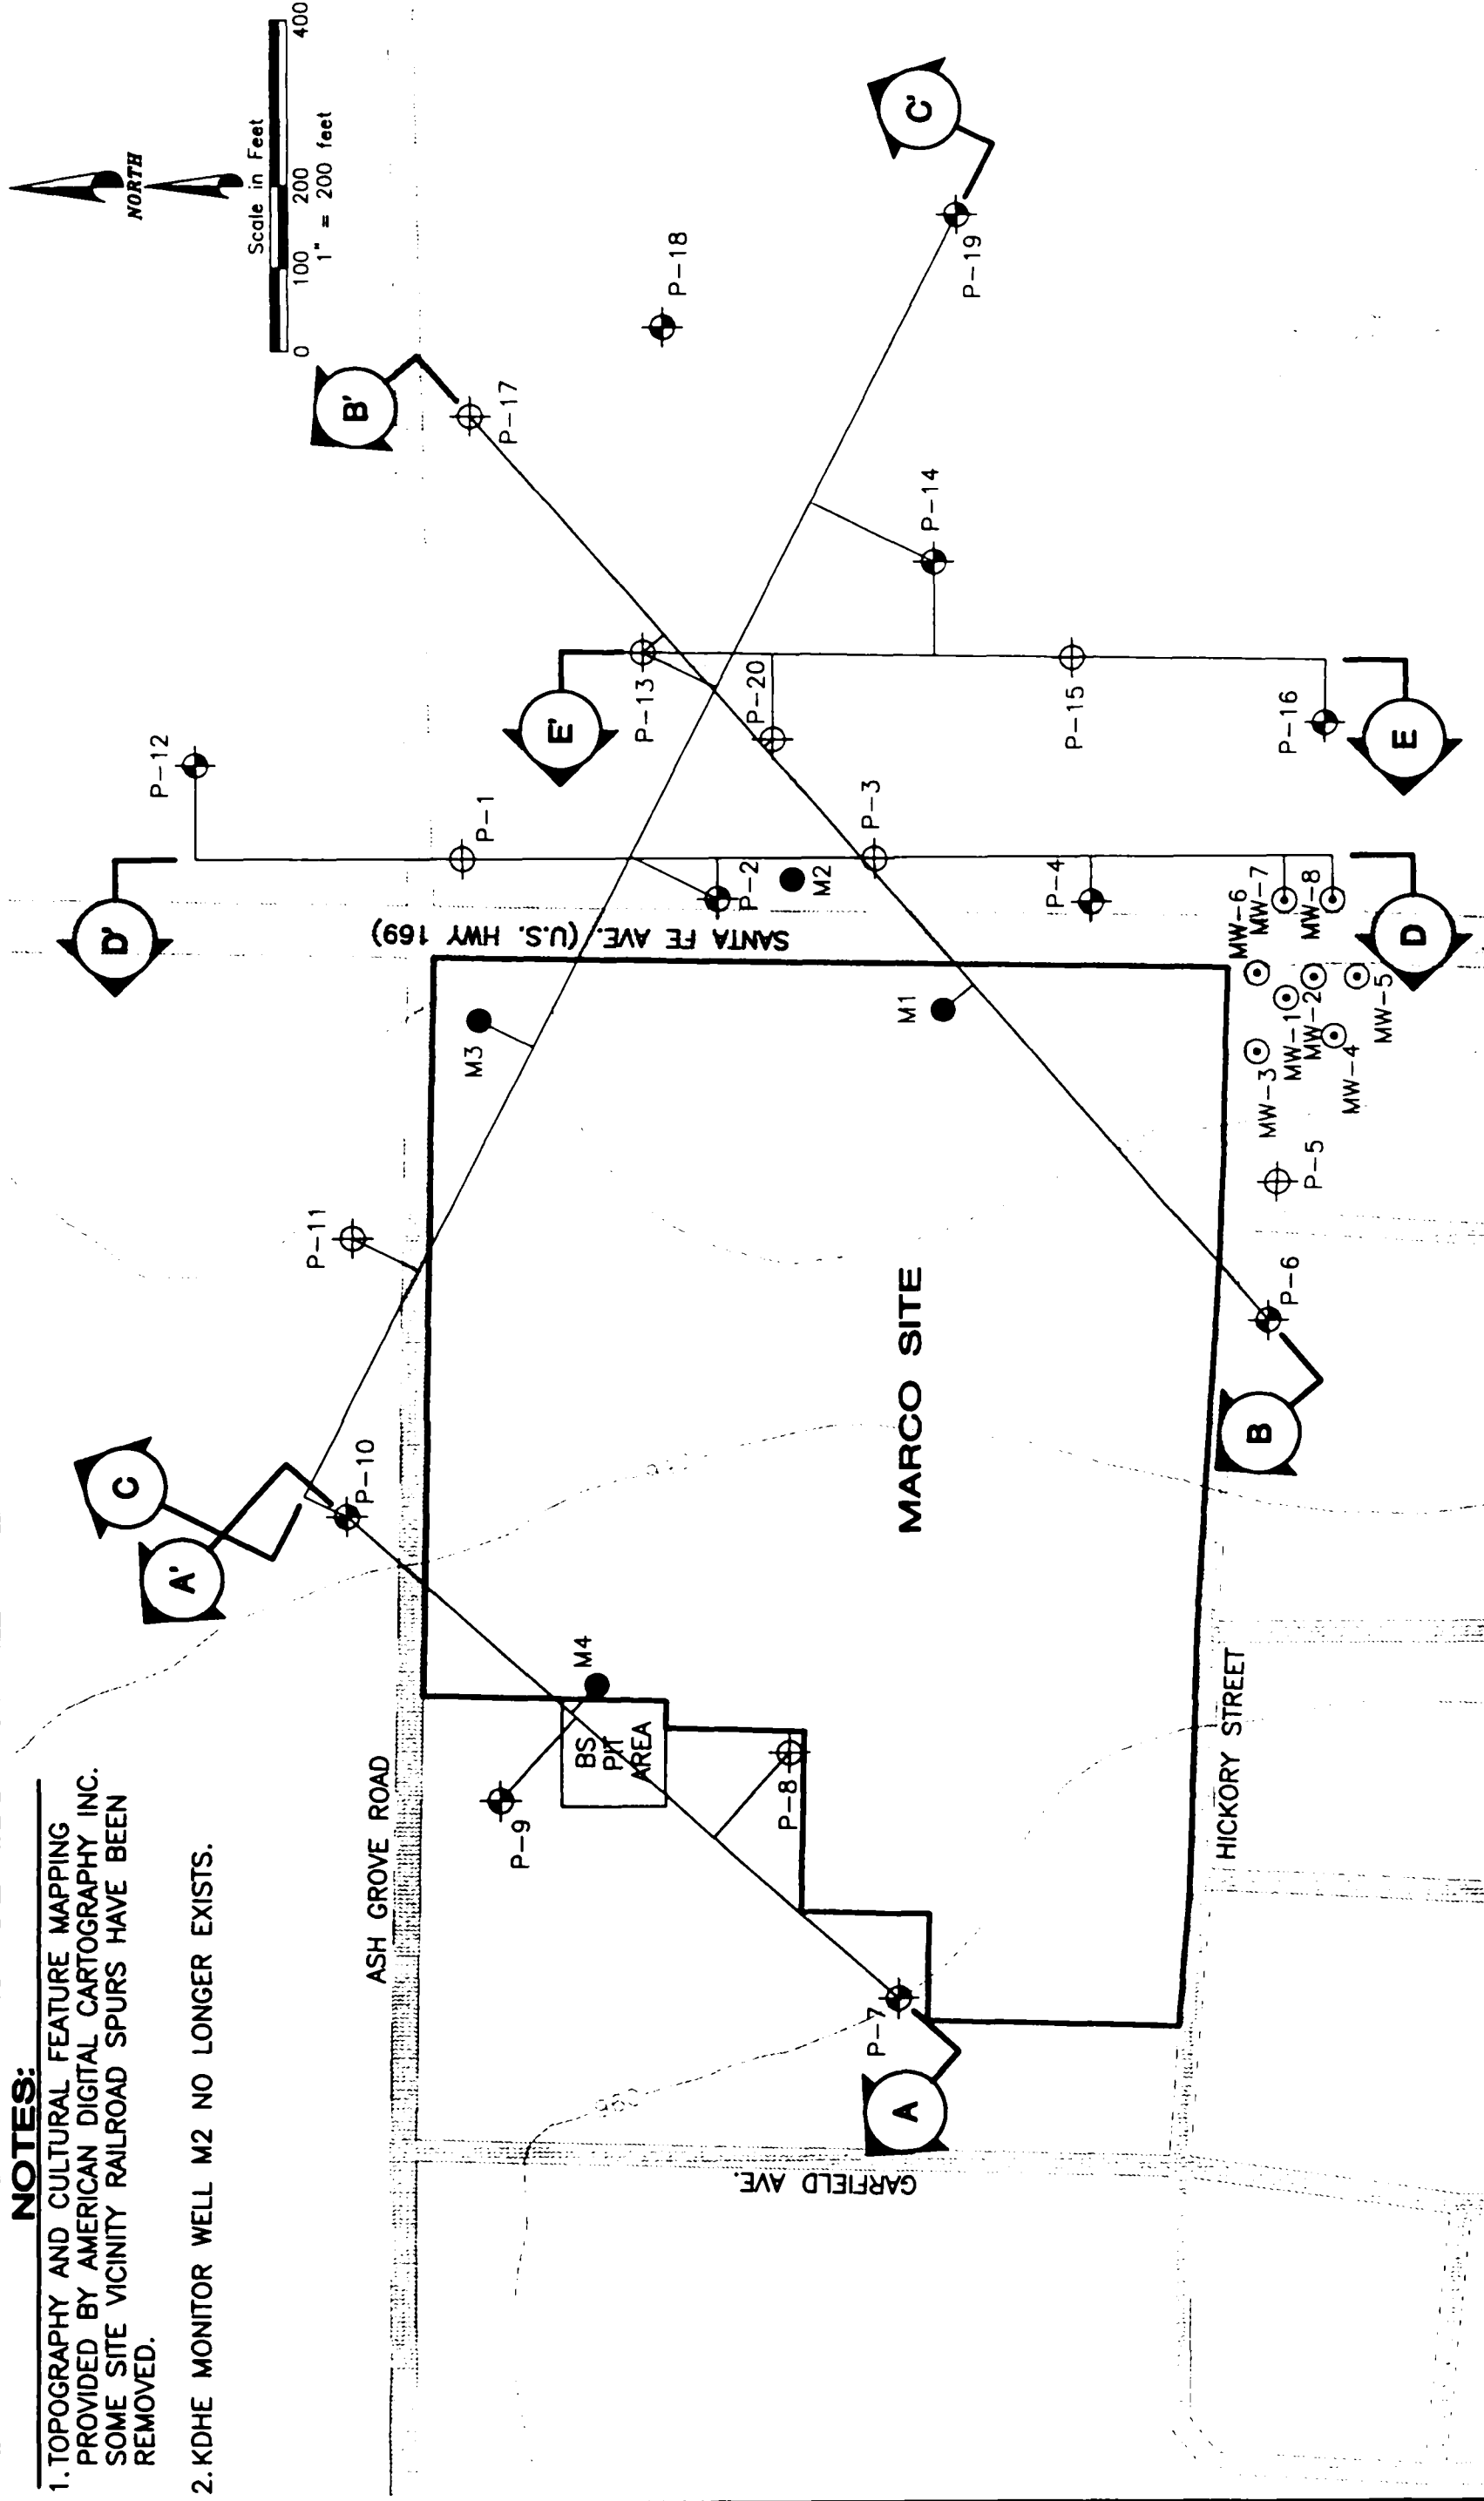 NOTES:
1. TOPOGRAPHY AND CULTURAL FEATURE MAPPING
PROVIDED BY AMERICAN DIGITAL CARTOGRAPHY INC.
SOME SITE VICINITY RAILROAD SPURS HAVE BEEN
REMOVED.
2. KDHE MONITOR WELL M2 NO LONGER EXISTS.
NORTH
Scale in Feet
0 100 200 400
1" = 200 feet
C
A'
D'
B'
C'
E'
P-12
P-11
P-10
P-1
P-17
P-18
P-19
ASH GROVE ROAD
M3
M4
P-9
BS
PIT
AREA
P-8
P-13
P-20
P-2
M2
P-3
P-14
SANTA FE AVE. (U.S. HWY 169)
M1
MARCO SITE
P-7
A
GARFIELD AVE.
960
P-4
P-15
P-16
HICKORY STREET
B
P-6
P-5
MW-6
MW-7
MW-8
MW-3
MW-1
MW-2
MW-4
MW-5
D
E